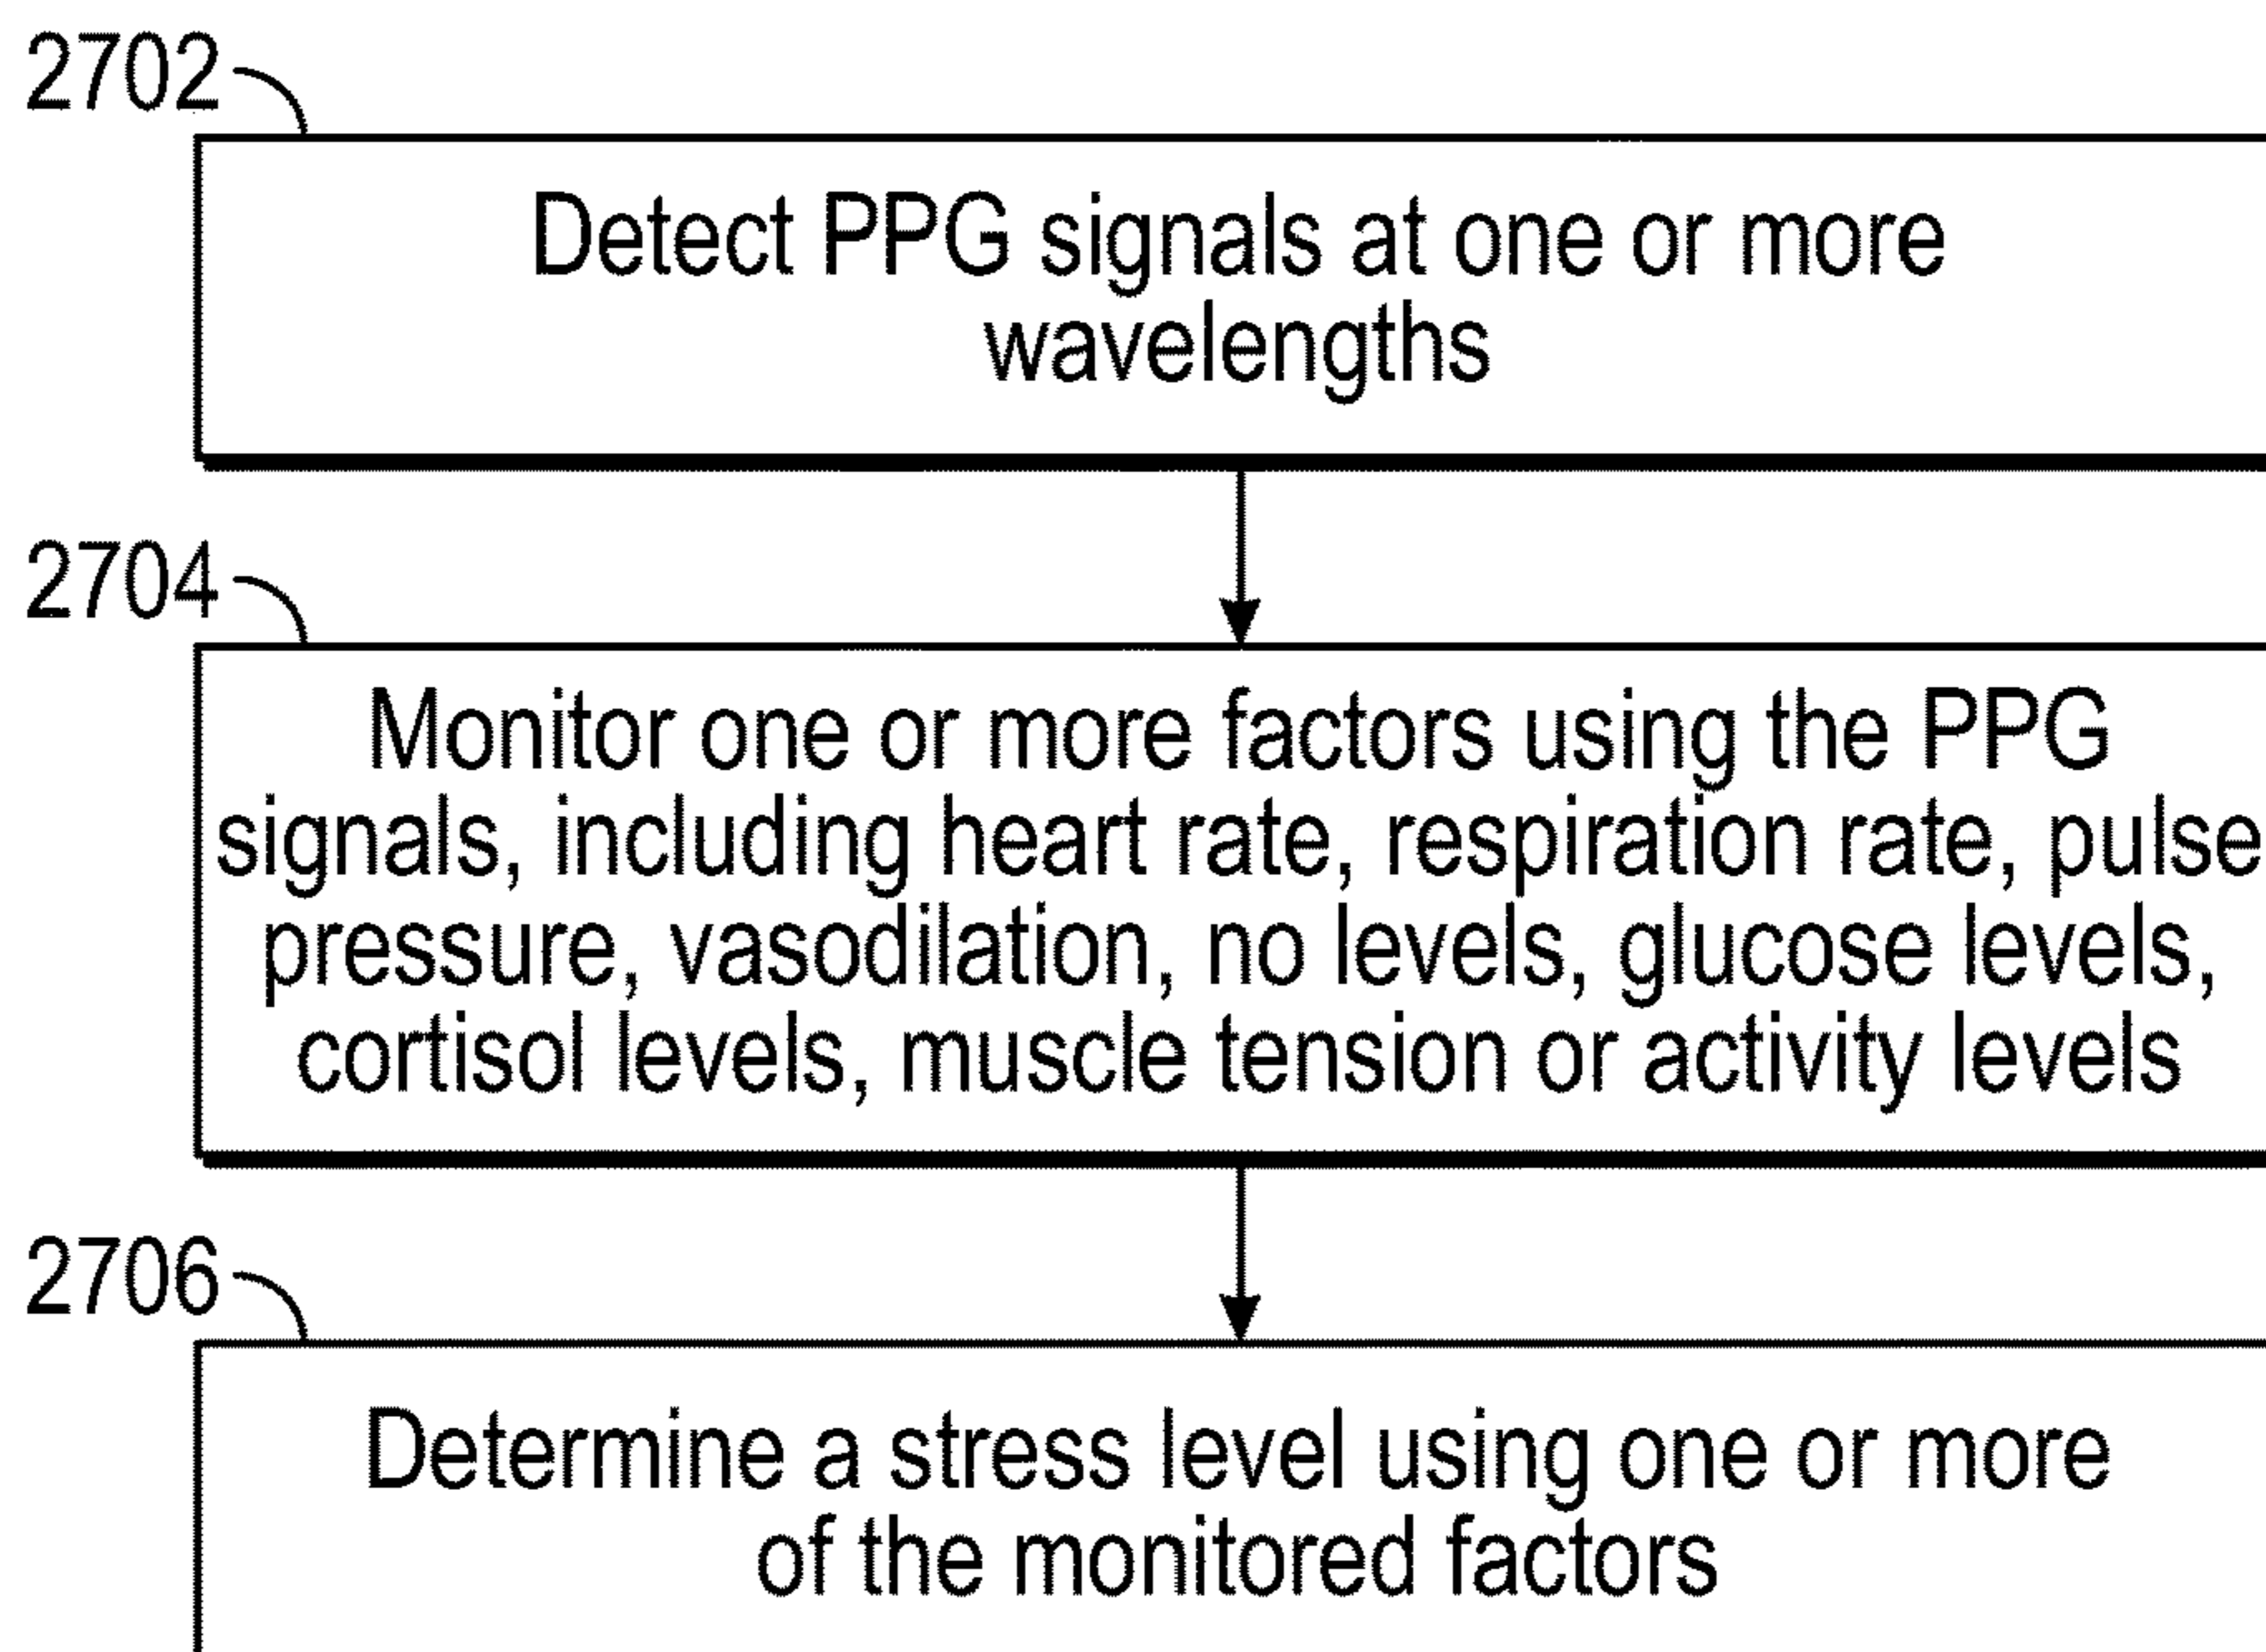 2702
Detect PPG signals at one or more
wavelengths
2704
Monitor one or more factors using the PPG
signals, including heart rate, respiration rate, pulse
pressure, vasodilation, no levels, glucose levels,
cortisol levels, muscle tension or activity levels
2706
Determine a stress level using one or more
of the monitored factors